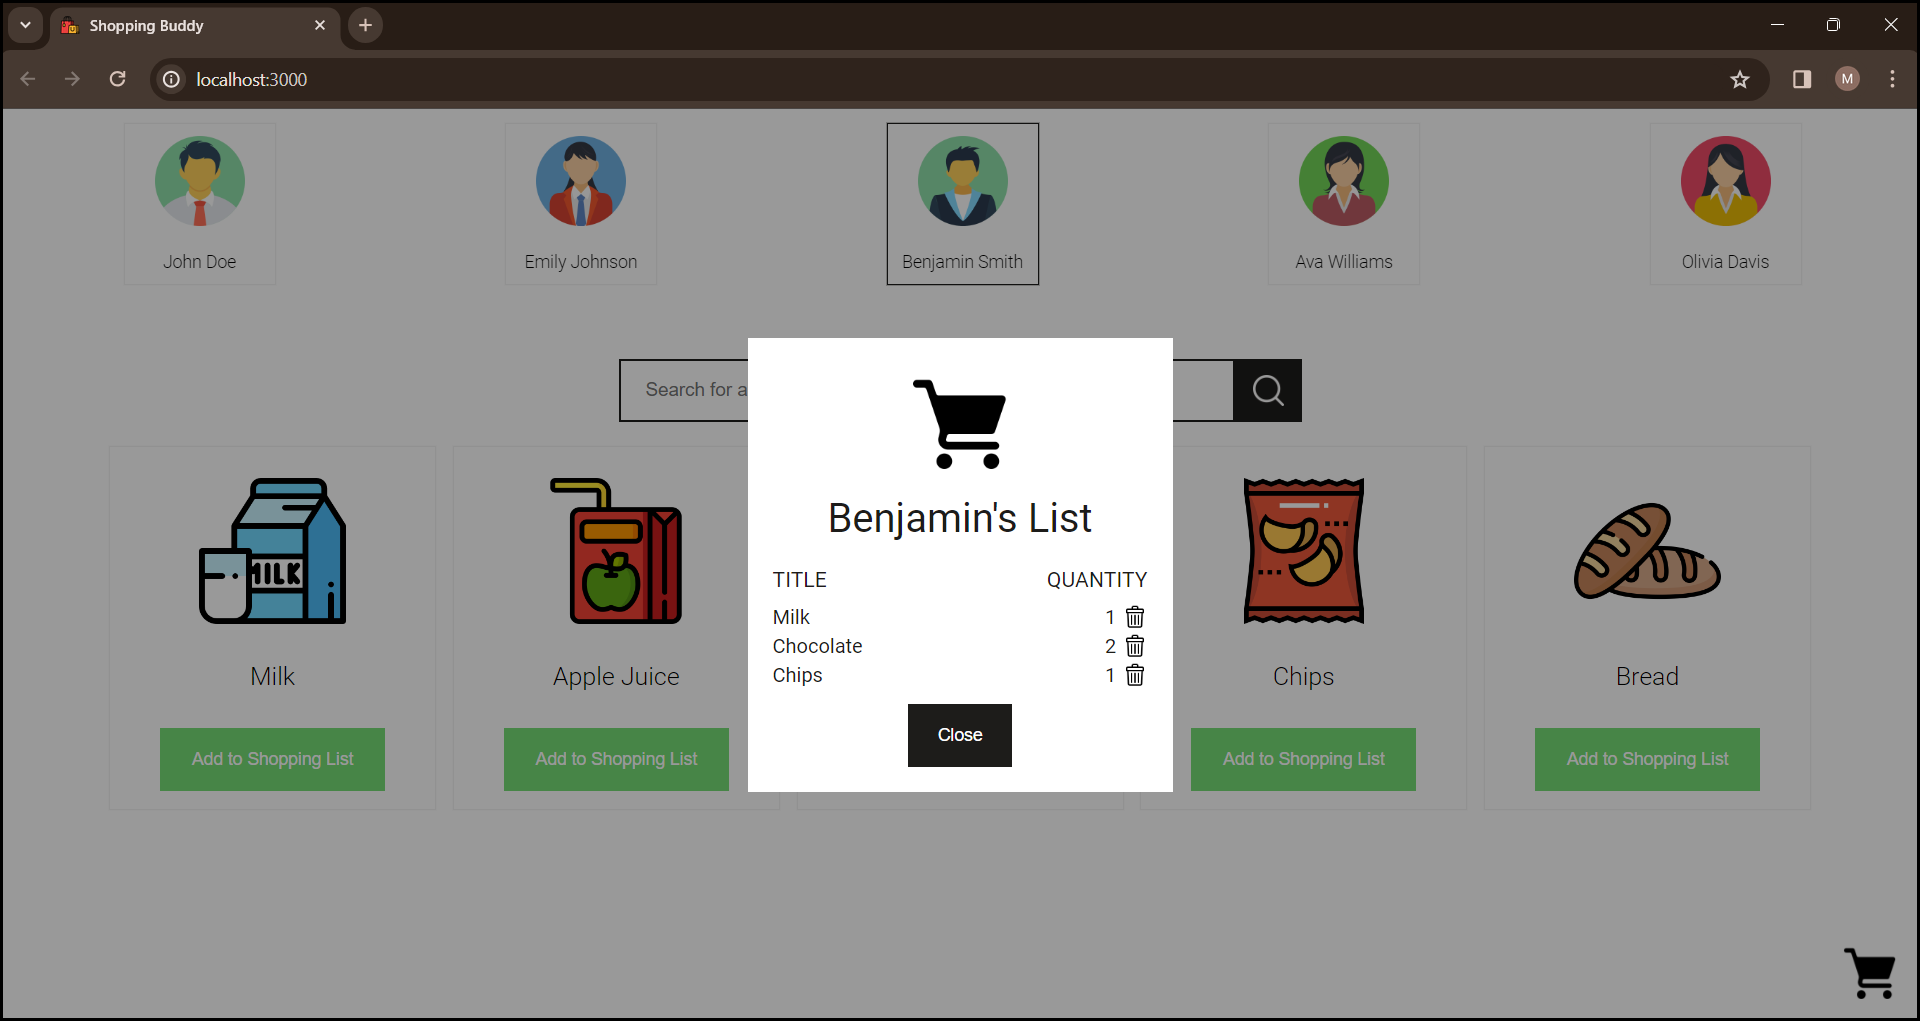 Shopping Buddy
localhost:3000
M
John Doe
Emily Johnson
Benjamin Smith
Ava Williams
Olivia Davis
Search for a
Benjamin's List
TITLE QUANTITY
Milk 1
Chocolate 2
Chips 1
Close
MILK
Milk
Apple Juice
Chips
Bread
Add to Shopping List
Add to Shopping List
Add to Shopping List
Add to Shopping List